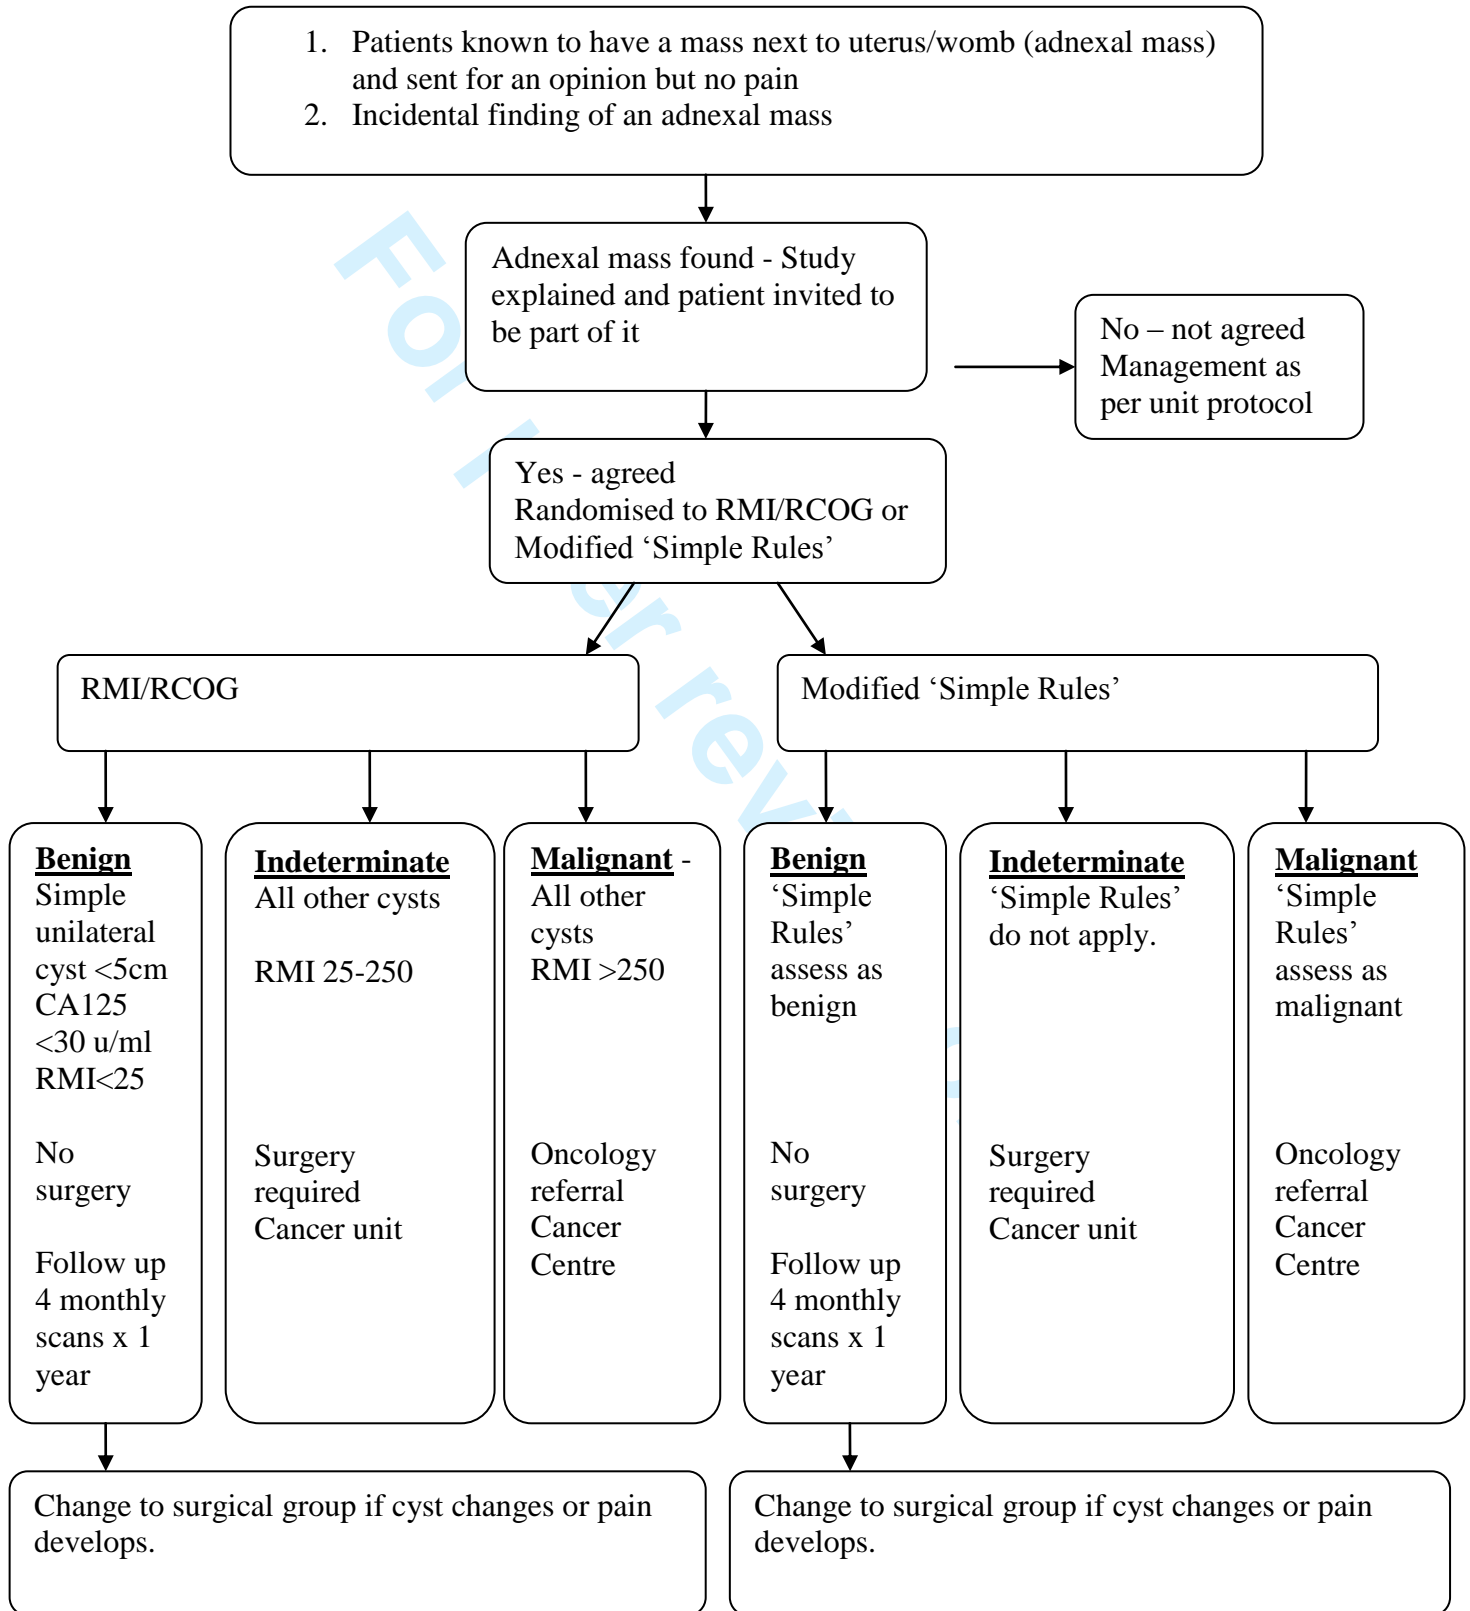 1. Patients known to have a mass next to uterus/womb (adnexal mass)
and sent for an opinion but no pain
2. Incidental finding of an adnexal mass
Adnexal mass found - Study
explained and patient invited to
be part of it
No – not agreed
Management as
per unit protocol
Yes - agreed
Randomised to RMI/RCOG or
Modified ‘Simple Rules’
RMI/RCOG
Modified ‘Simple Rules’
Benign
Simple
unilateral
cyst <5cm
CA125
<30 u/ml
RMI<25
No
surgery
Follow up
4 monthly
scans x 1
year
Indeterminate
All other cysts
RMI 25-250
Surgery
required
Cancer unit
Malignant -
All other
cysts
RMI >250
Oncology
referral
Cancer
Centre
Benign
‘Simple
Rules’
assess as
benign
No
surgery
Follow up
4 monthly
scans x 1
year
Indeterminate
‘Simple Rules’
do not apply.
Surgery
required
Cancer unit
Malignant
‘Simple
Rules’
assess as
malignant
Oncology
referral
Cancer
Centre
Change to surgical group if cyst changes or pain
develops.
Change to surgical group if cyst changes or pain
develops.